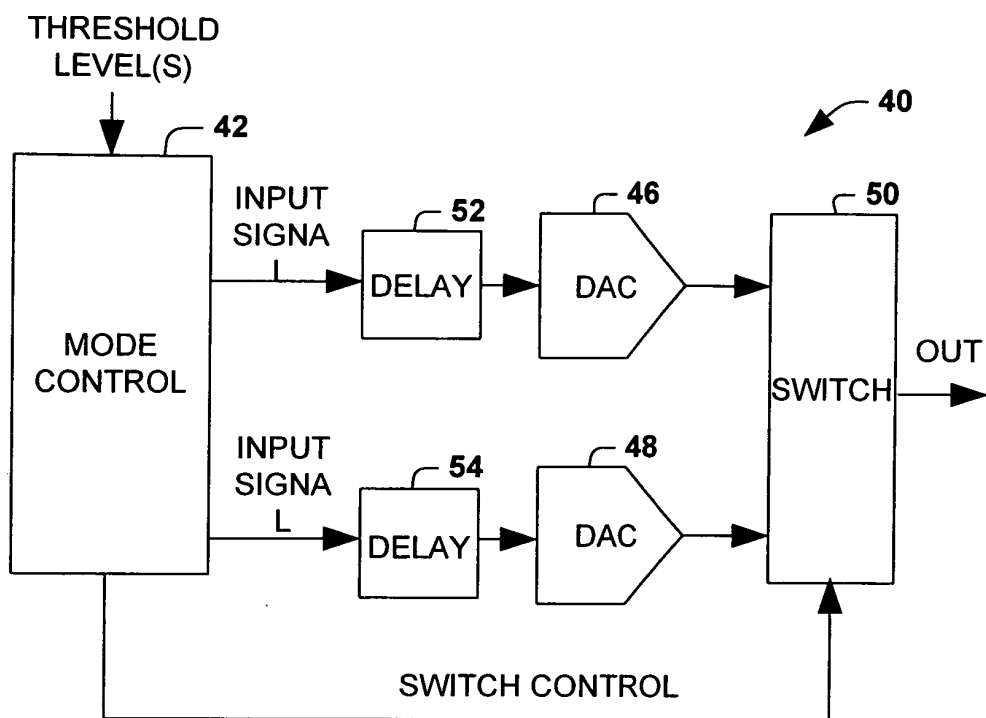 THRESHOLD
LEVEL(S)
42
40
INPUT
SIGNA
L
52
46
50
DELAY
DAC
MODE
CONTROL
SWITCH
OUT
INPUT
SIGNA
L
54
48
DELAY
DAC
SWITCH CONTROL